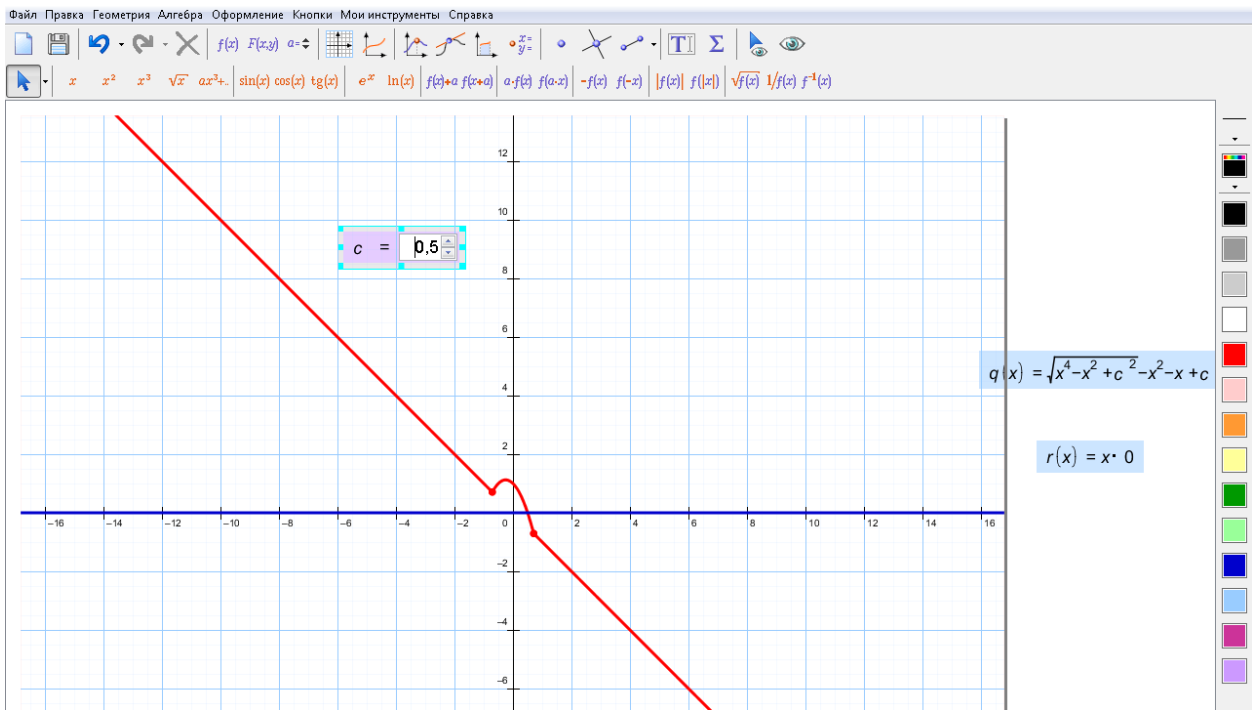 Файл Правка Геометрия Алгебра Оформление Кнопки Мои инструменты Справка
f(x) F(x,y) a= x= y= T Σ
x x² x³ √x ax³+.. sin(x) cos(x) tg(x) eˣ ln(x) f(x)+a f(x+a) a·f(x) f(a·x) -f(x) f(-x) |f(x)| f(|x|) √f(x) 1/f(x) f⁻¹(x)
12
10
c = 0,5
8
6
q(x) = √x⁴-x²+c² -x²-x+c
4
r(x) = x· 0
2
-16 -14 -12 -10 -8 -6 -4 -2 0 2 4 6 8 10 12 14 16
-2
-4
-6